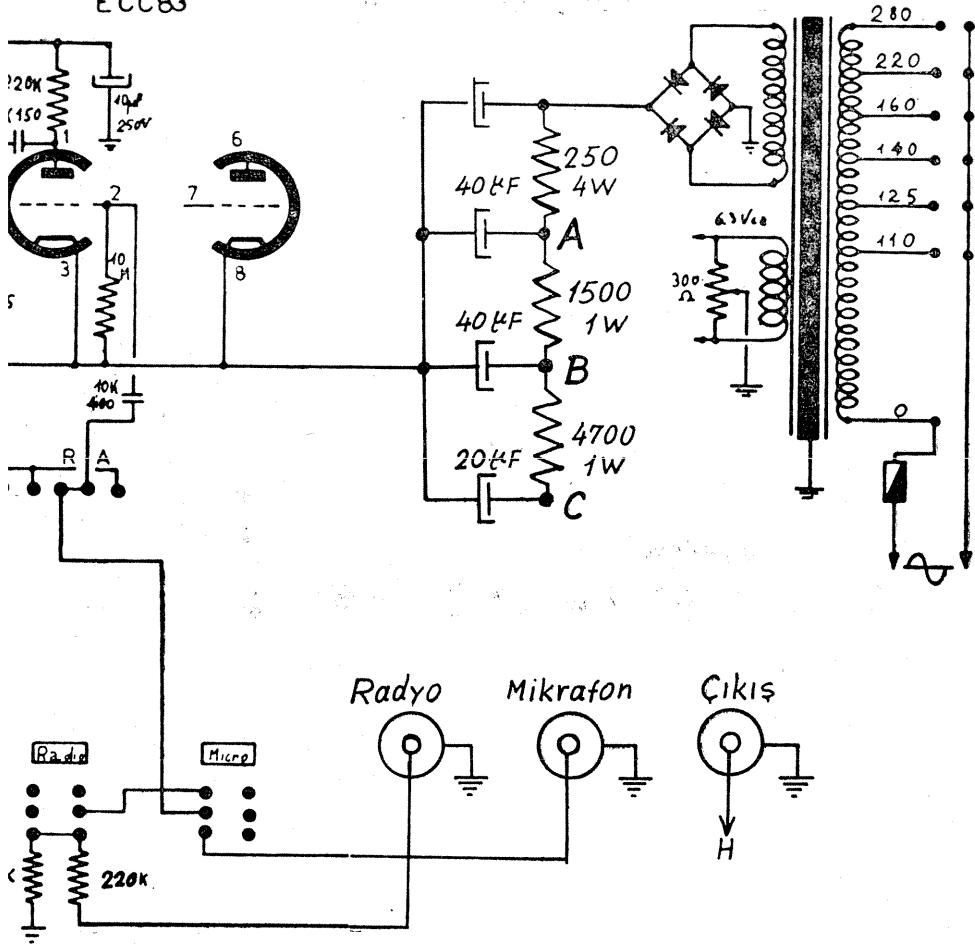 ECC83
220K
150
10µF
250V
1
6
2
7
3
8
10
M
10K
400
R A
40µF
250
4W
A
40µF
1500
1W
B
20µF
4700
1W
C
6.3V
300
Ω
280
220
160
140
125
110
0
Radyo
Mikrafon
Çıkış
H
Radio
Micro
220K